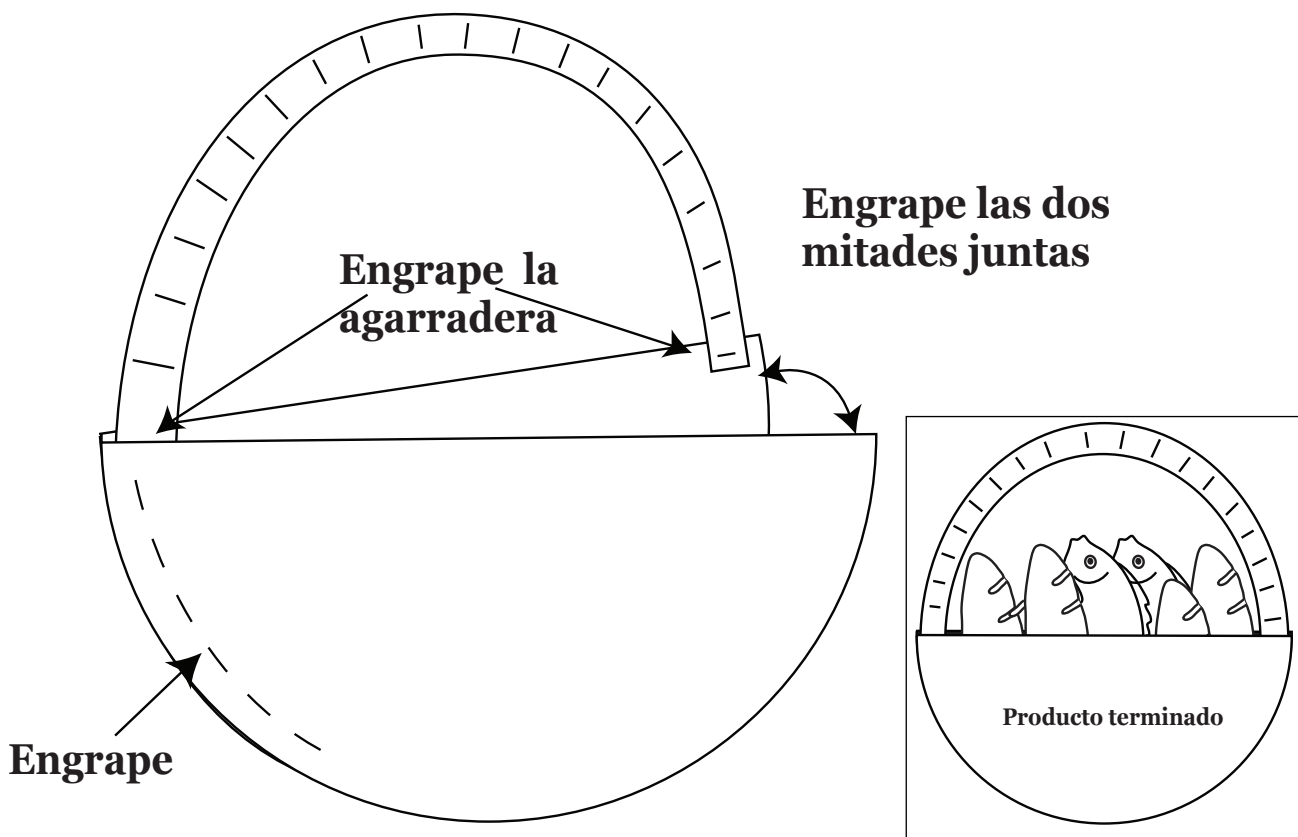 Engrape las dos
mitades juntas
Engrape la
agarradera
Engrape
Producto terminado